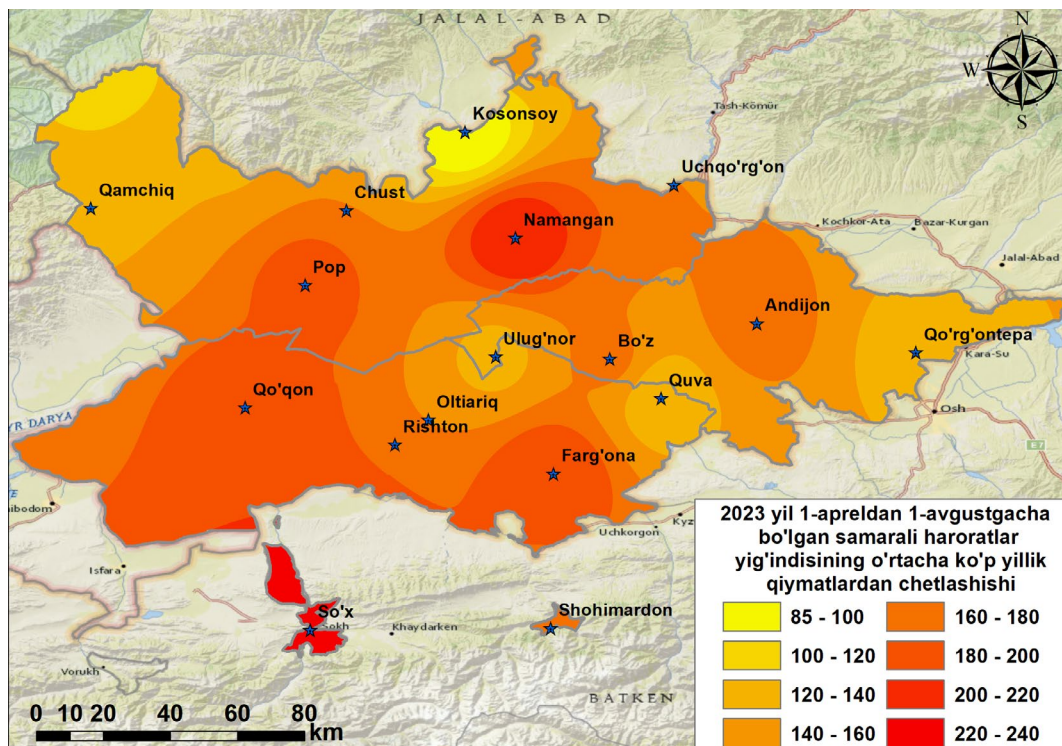 JALAL-ABAD
N
W
E
S
Kosonsoy
Tash-Kömür
Uchqo'rg'on
Qamchiq
Chust
Namangan
Kochkor-Ata
Bazar-Kurgan
Jalal-Abad
Pop
Andijon
Ulug'nor
Bo'z
Qo'rg'ontepa
Kara-Su
Quva
Qo'qon
Oltiariq
Osh
YR DARYA
Rishton
Farg'ona
E7
Uchkorgon
Kyz
Isfara
So'x
Sokh
Khaydarken
Shohimardon
Vorukh
BATKEN
0 10 20 40 60 80
km
2023 yil 1-apreldan 1-avgustgacha
bo'lgan samarali haroratlar
yig'indisining o'rtacha ko'p yillik
qiymatlardan chetlashishi
85 - 100
160 - 180
100 - 120
180 - 200
120 - 140
200 - 220
140 - 160
220 - 240